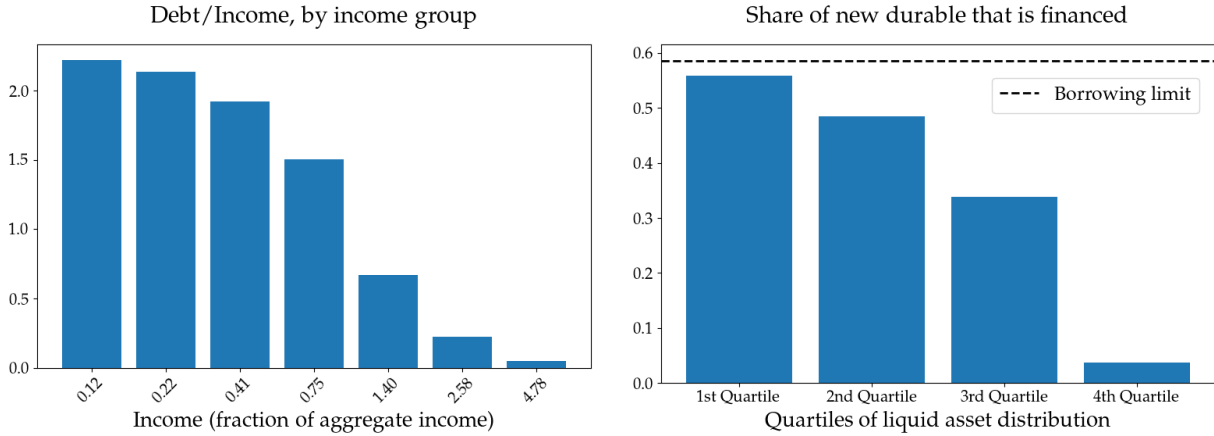 Debt/Income, by income group
2.0
1.5
1.0
0.5
0.0
0.12 0.22 0.41 0.75 1.40 2.58 4.78
Income (fraction of aggregate income)
Share of new durable that is financed
0.6
0.5
0.4
0.3
0.2
0.1
0.0
Borrowing limit
1st Quartile 2nd Quartile 3rd Quartile 4th Quartile
Quartiles of liquid asset distribution